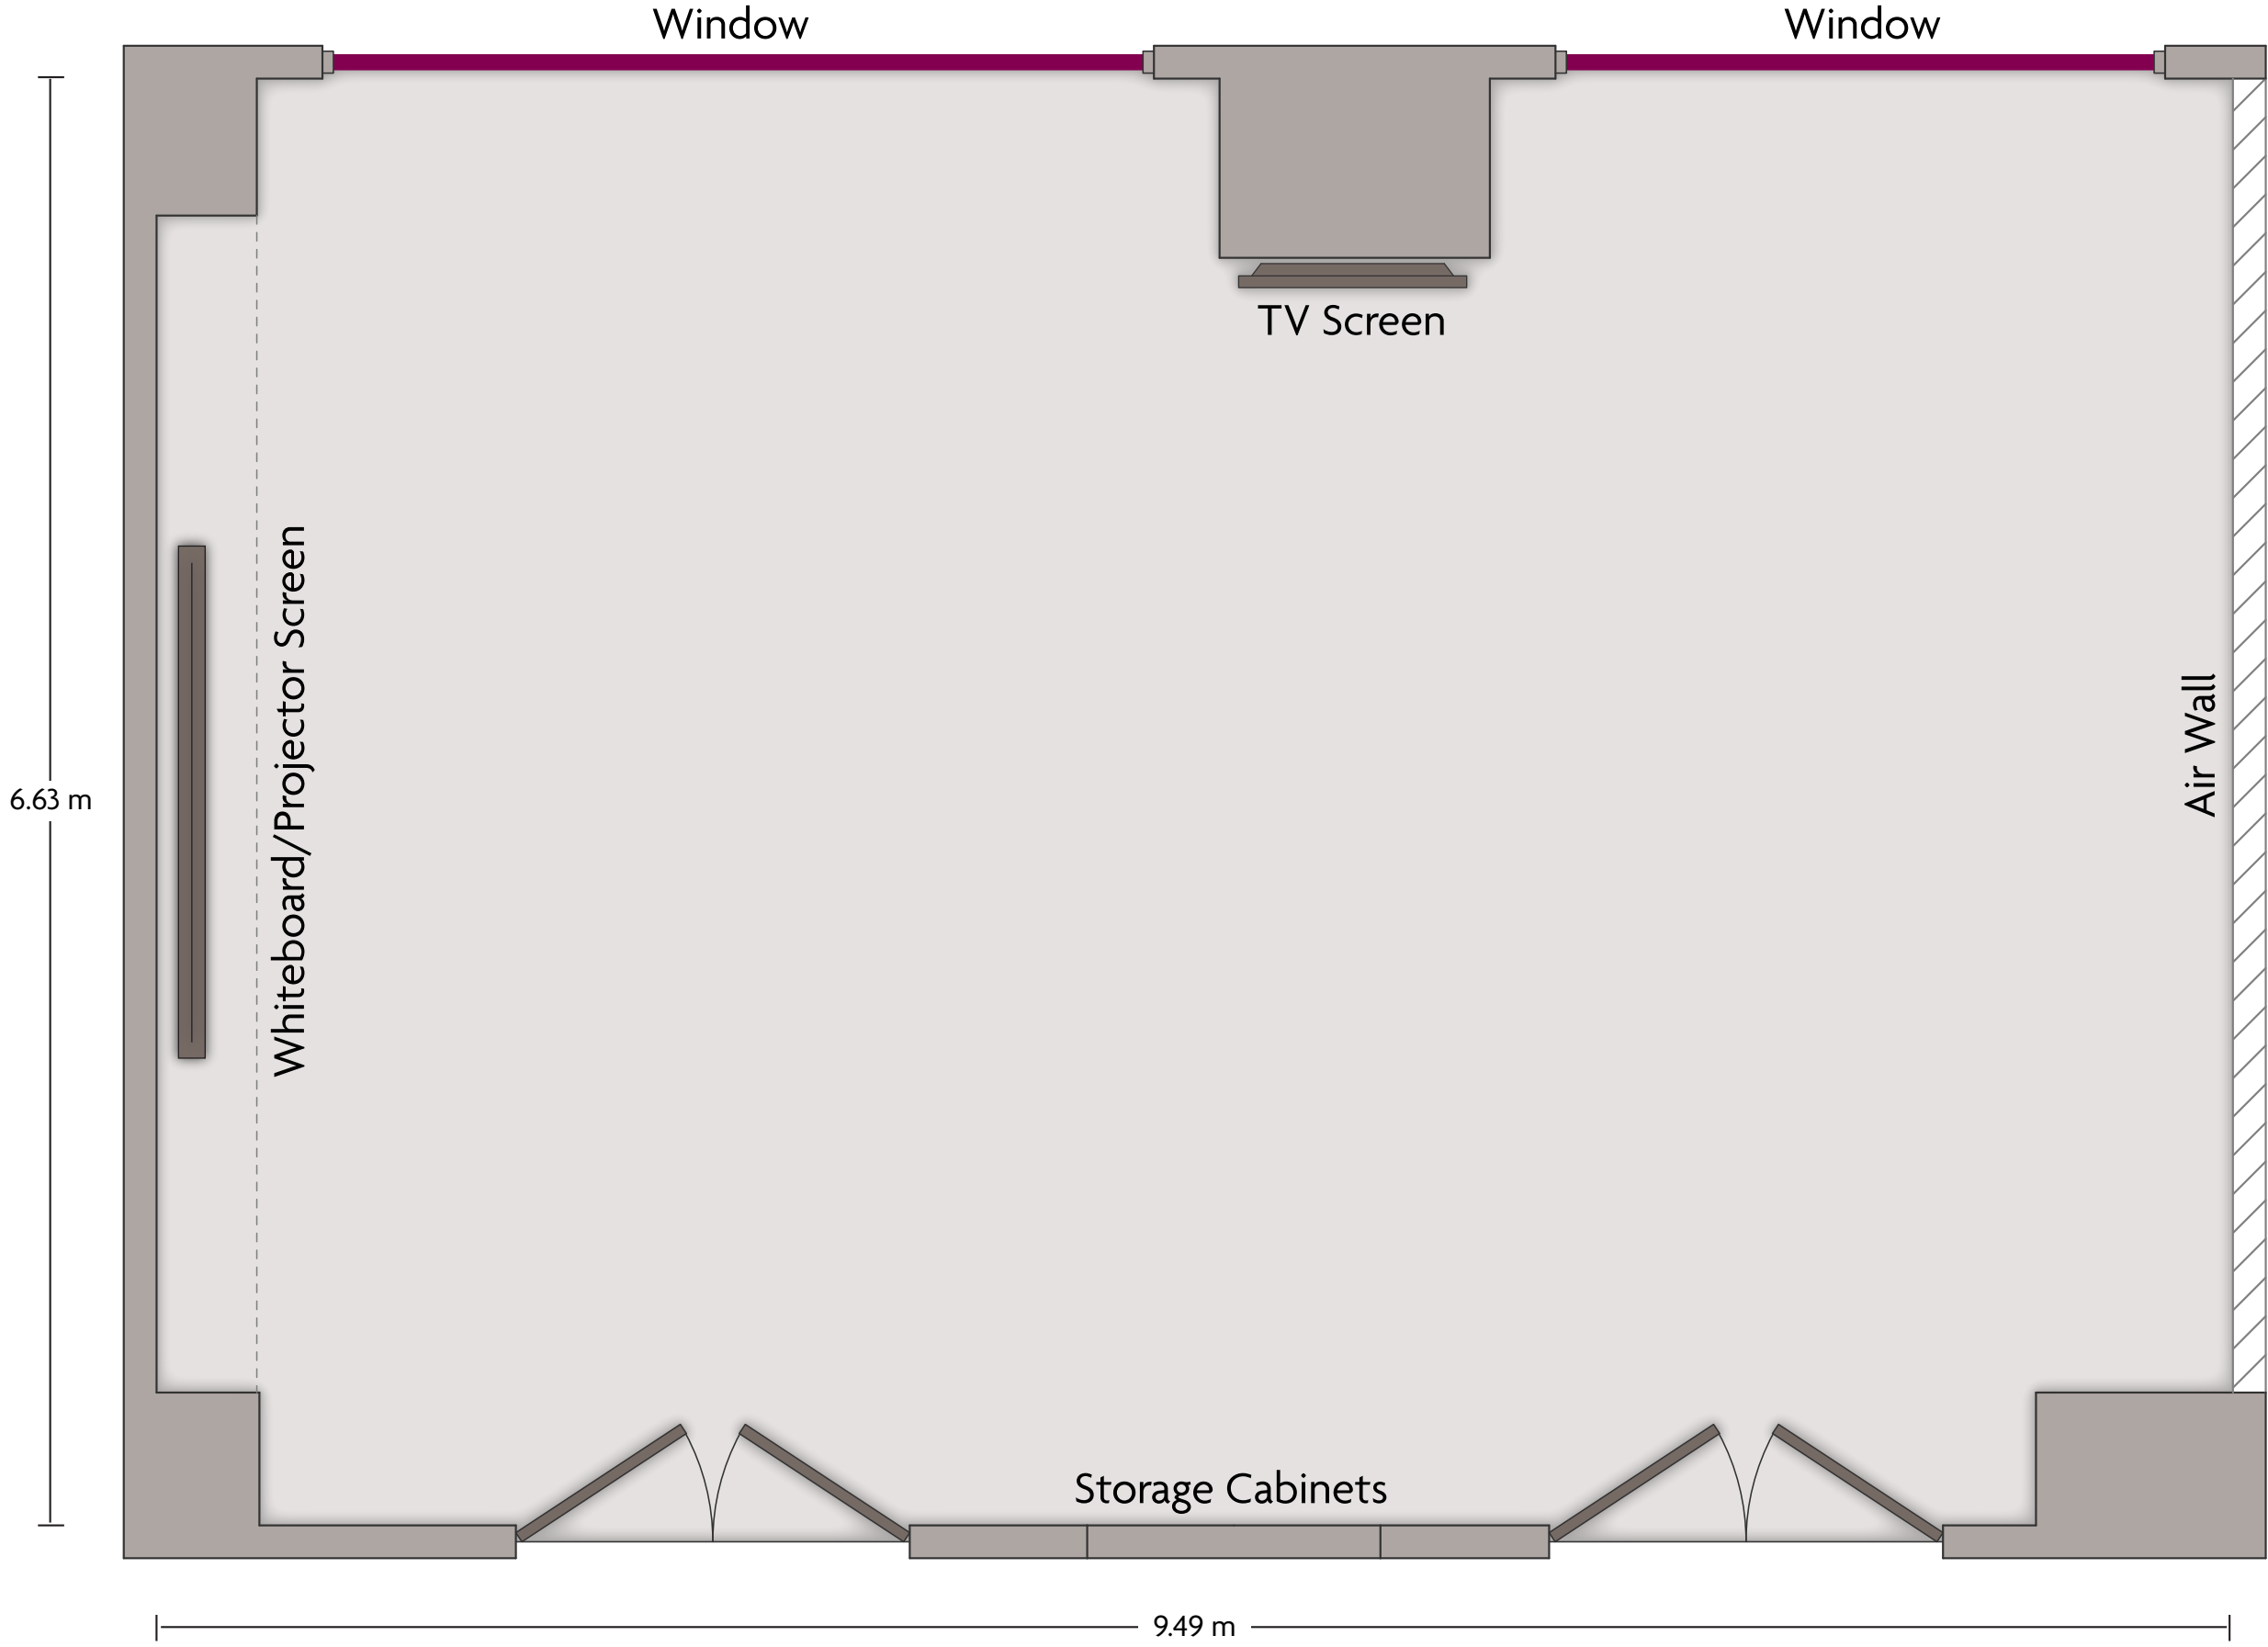 Window
Window
TV Screen
Whiteboard/Projector Screen
Air Wall
6.63 m
Storage Cabinets
9.49 m